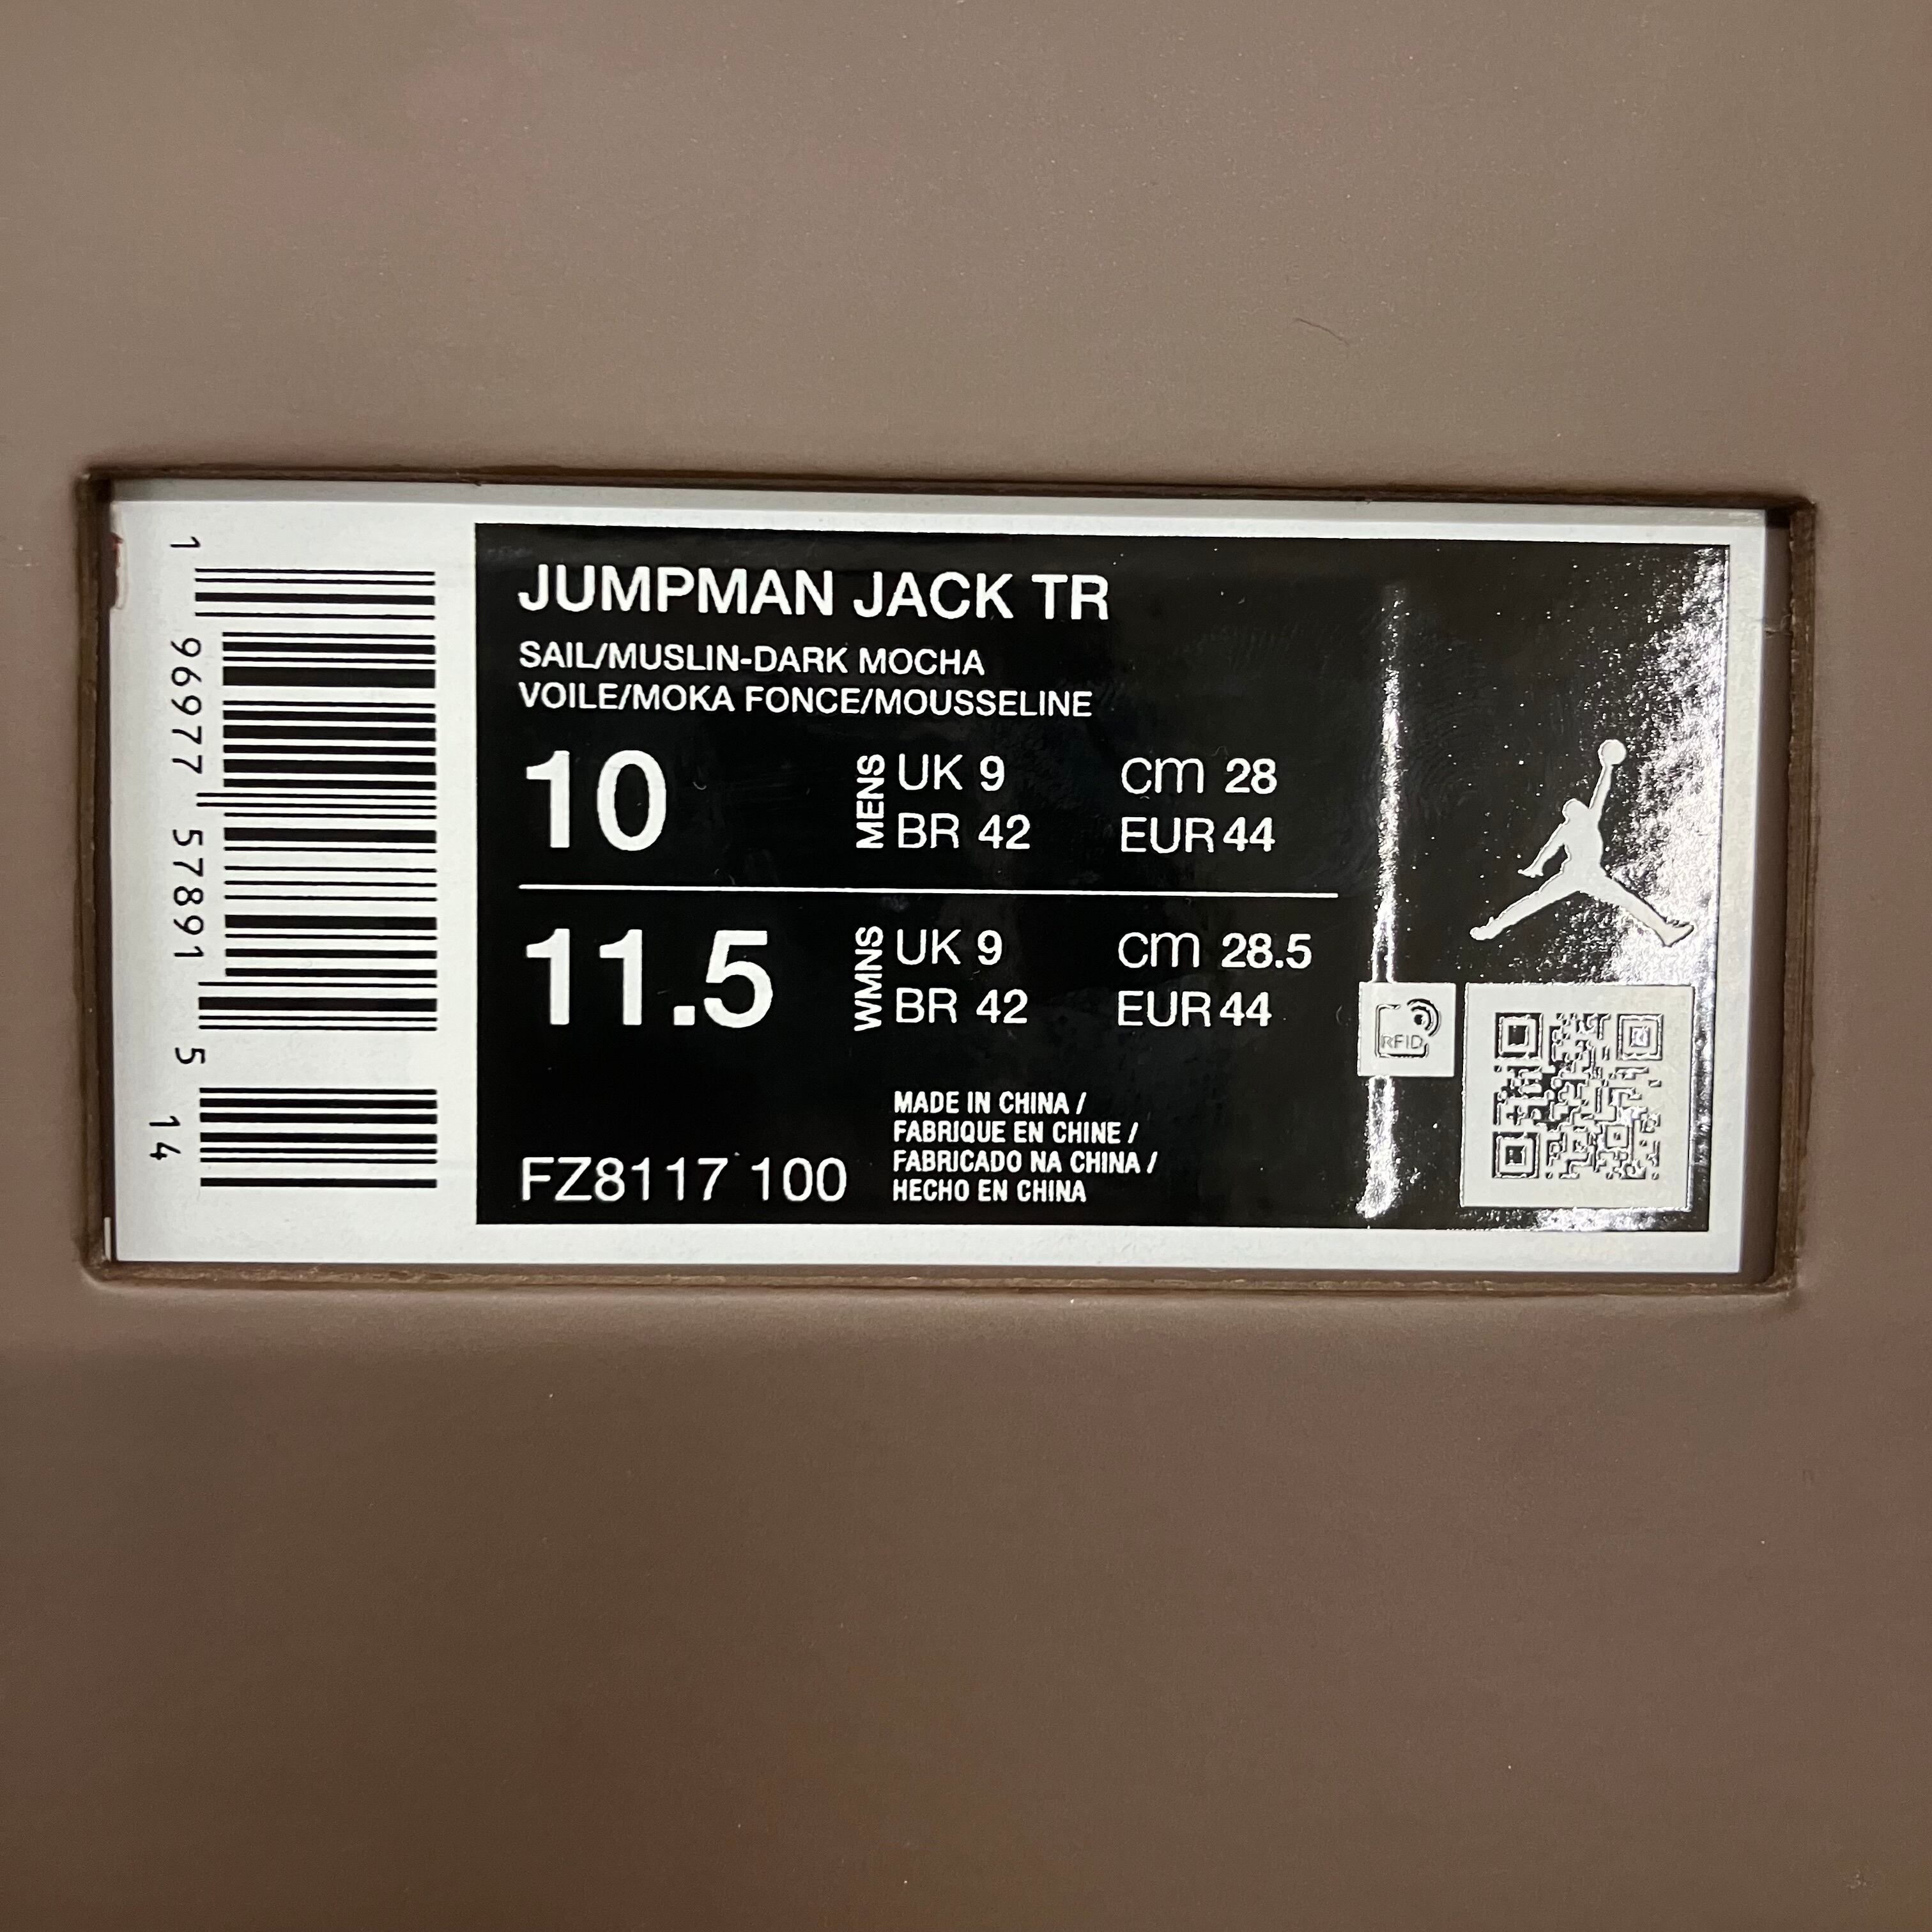 1 96977 57891 5 14
JUMPMAN JACK TR
SAIL/MUSLIN-DARK MOCHA
VOILE/MOKA FONCE/MOUSSELINE
10 MENS UK 9 cm 28
BR 42 EUR 44
11.5 WMNS UK 9 cm 28.5
BR 42 EUR 44
RFID
MADE IN CHINA /
FABRIQUE EN CHINE /
FABRICADO NA CHINA /
HECHO EN CHINA
FZ8117 100